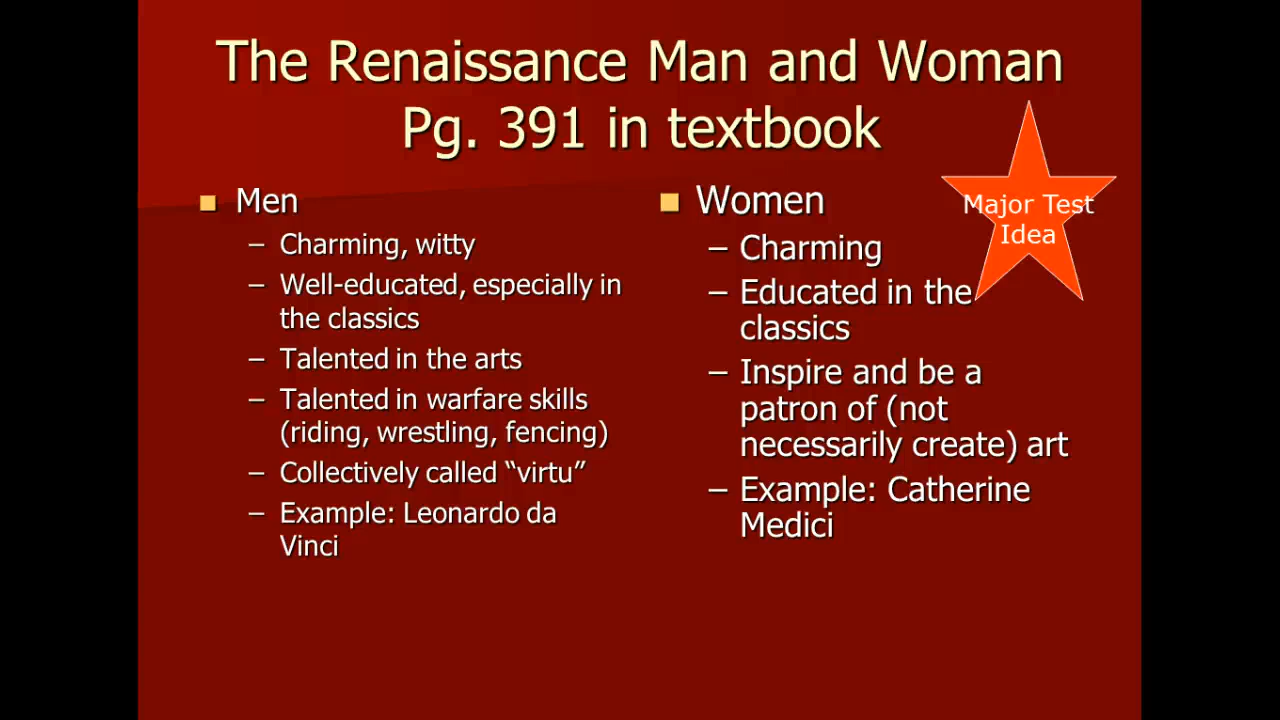 The Renaissance Man and Woman
Pg. 391 in textbook
Major Test
Idea
■ Men
– Charming, witty
– Well-educated, especially in
the classics
– Talented in the arts
– Talented in warfare skills
(riding, wrestling, fencing)
– Collectively called “virtu”
– Example: Leonardo da
Vinci
■ Women
– Charming
– Educated in the
classics
– Inspire and be a
patron of (not
necessarily create) art
– Example: Catherine
Medici